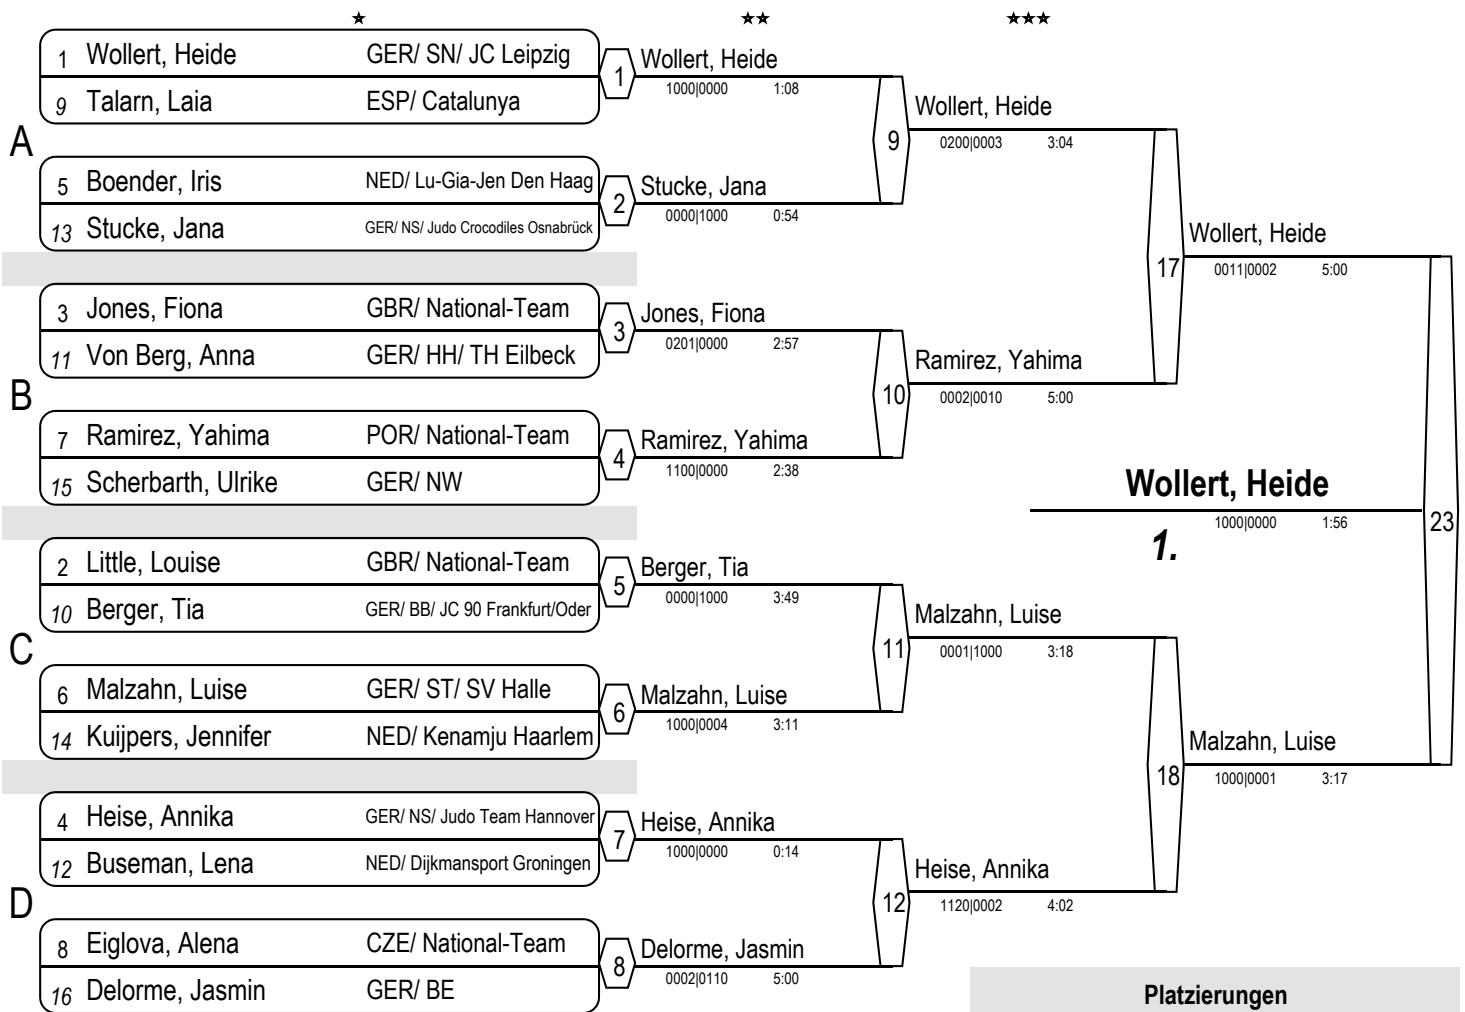 ★ ★★ ★★★
1 Wollert, Heide GER/ SN/ JC Leipzig
9 Talarn, Laia ESP/ Catalunya
1 Wollert, Heide
1000|0000 1:08
A
5 Boender, Iris NED/ Lu-Gia-Jen Den Haag
13 Stucke, Jana GER/ NS/ Judo Crocodiles Osnabrück
2 Stucke, Jana
0000|1000 0:54
9 Wollert, Heide
0200|0003 3:04
3 Jones, Fiona GBR/ National-Team
11 Von Berg, Anna GER/ HH/ TH Eilbeck
3 Jones, Fiona
0201|0000 2:57
B
7 Ramirez, Yahima POR/ National-Team
15 Scherbarth, Ulrike GER/ NW
4 Ramirez, Yahima
1100|0000 2:38
10 Ramirez, Yahima
0002|0010 5:00
17 Wollert, Heide
0011|0002 5:00
2 Little, Louise GBR/ National-Team
10 Berger, Tia GER/ BB/ JC 90 Frankfurt/Oder
5 Berger, Tia
0000|1000 3:49
C
6 Malzahn, Luise GER/ ST/ SV Halle
14 Kuijpers, Jennifer NED/ Kenamju Haarlem
6 Malzahn, Luise
1000|0004 3:11
11 Malzahn, Luise
0001|1000 3:18
4 Heise, Annika GER/ NS/ Judo Team Hannover
12 Buseman, Lena NED/ Dijkmansport Groningen
7 Heise, Annika
1000|0000 0:14
D
8 Eiglova, Alena CZE/ National-Team
16 Delorme, Jasmin GER/ BE
8 Delorme, Jasmin
0002|0110 5:00
12 Heise, Annika
1120|0002 4:02
18 Malzahn, Luise
1000|0001 3:17
23 Wollert, Heide
1000|0000 1:56
1.
Platzierungen